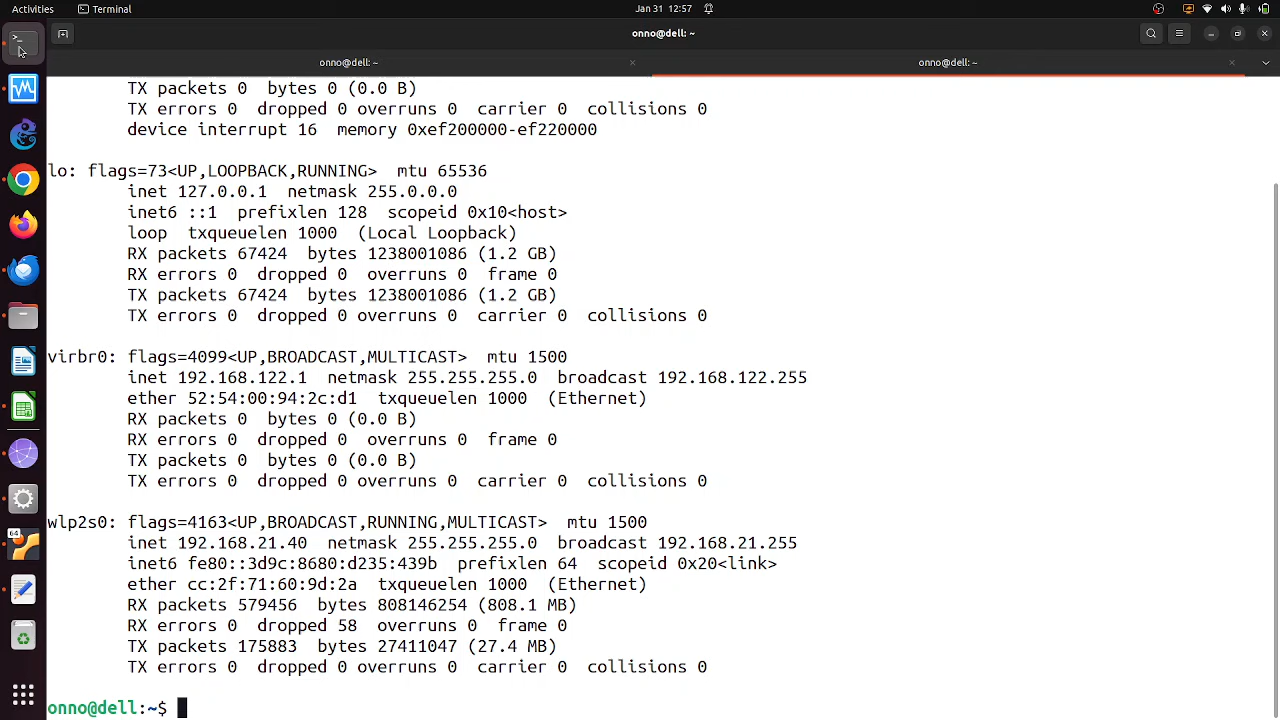 Activities
Terminal
Jan 31 12:57
onno@dell: ~
onno@dell: ~
onno@dell: ~
TX packets 0  bytes 0 (0.0 B)
TX errors 0  dropped 0 overruns 0  carrier 0  collisions 0
device interrupt 16  memory 0xef200000-ef220000
lo: flags=73<UP,LOOPBACK,RUNNING>  mtu 65536
inet 127.0.0.1  netmask 255.0.0.0
inet6 ::1  prefixlen 128  scopeid 0x10<host>
loop  txqueuelen 1000  (Local Loopback)
RX packets 67424  bytes 1238001086 (1.2 GB)
RX errors 0  dropped 0  overruns 0  frame 0
TX packets 67424  bytes 1238001086 (1.2 GB)
TX errors 0  dropped 0 overruns 0  carrier 0  collisions 0
virbr0: flags=4099<UP,BROADCAST,MULTICAST>  mtu 1500
inet 192.168.122.1  netmask 255.255.255.0  broadcast 192.168.122.255
ether 52:54:00:94:2c:d1  txqueuelen 1000  (Ethernet)
RX packets 0  bytes 0 (0.0 B)
RX errors 0  dropped 0  overruns 0  frame 0
TX packets 0  bytes 0 (0.0 B)
TX errors 0  dropped 0 overruns 0  carrier 0  collisions 0
wlp2s0: flags=4163<UP,BROADCAST,RUNNING,MULTICAST>  mtu 1500
inet 192.168.21.40  netmask 255.255.255.0  broadcast 192.168.21.255
inet6 fe80::3d9c:8680:d235:439b  prefixlen 64  scopeid 0x20<link>
ether cc:2f:71:60:9d:2a  txqueuelen 1000  (Ethernet)
RX packets 579456  bytes 808146254 (808.1 MB)
RX errors 0  dropped 58  overruns 0  frame 0
TX packets 175883  bytes 27411047 (27.4 MB)
TX errors 0  dropped 0 overruns 0  carrier 0  collisions 0
64
onno@dell:~$